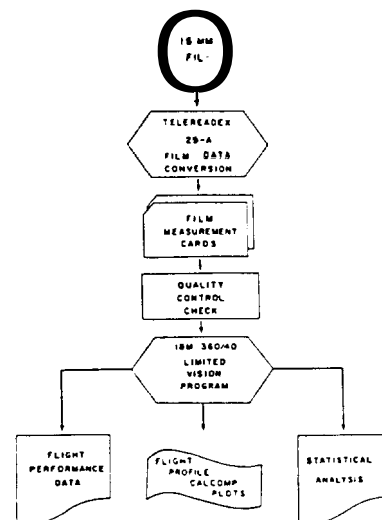 16 MM
FIL
TELEREADEX
29-A
FILM DATA
CONVERSION
FILM
MEASUREMENT
CARDS
QUALITY
CONTROL
CHECK
IBM 360/40
LIMITED
VISION
PROGRAM
FLIGHT
PERFORMANCE
DATA
FLIGHT
PROFILE
CALCOMP
PLOTS
STATISTICAL
ANALYSIS